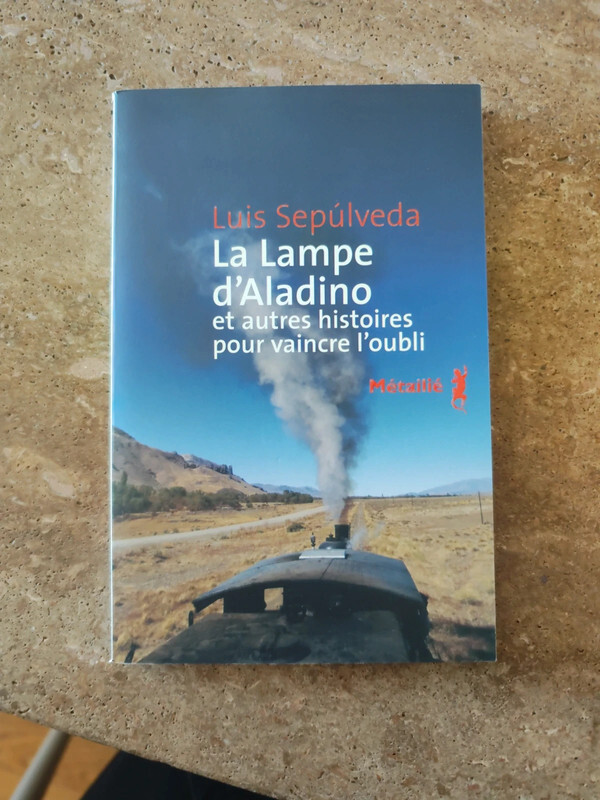 Luis Sepúlveda
La Lampe
d'Aladino
et autres histoires
pour vaincre l'oubli
Métailié